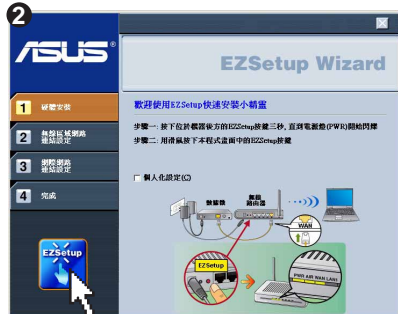 2
ASUS®
EZSetup Wizard
1 硬體安裝
2 無線區域網路
連結設定
3 網際網路
連結設定
4 完成
EZSetup
歡迎使用EZSetup快速安裝小精靈
步驟一: 按下位於機器後方的EZSetup按鍵三秒, 直到電源燈(PWR)開始閃爍
步驟二: 用滑鼠按下本程式畫面中的EZSetup按鍵
個人化設定(C)
數據機
無線
路由器
WAN
EZSetup
PWR AIR WAN LAN1